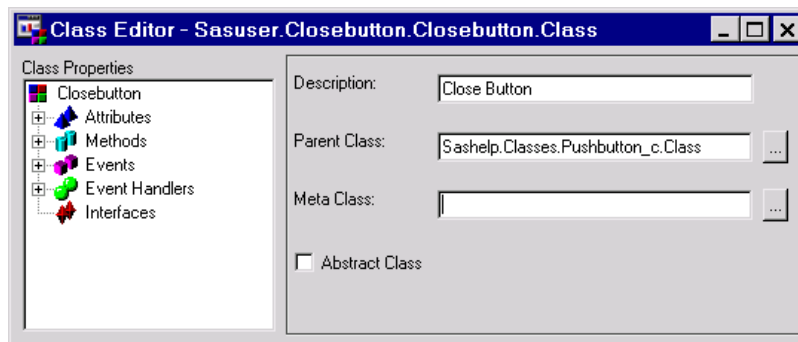 Class Editor - Sasuser.Closebutton.Closebutton.Class
Class Properties
Closebutton
Attributes
Methods
Events
Event Handlers
Interfaces
Description:
Close Button
Parent Class:
Sashelp.Classes.Pushbutton_c.Class
...
Meta Class:
...
Abstract Class